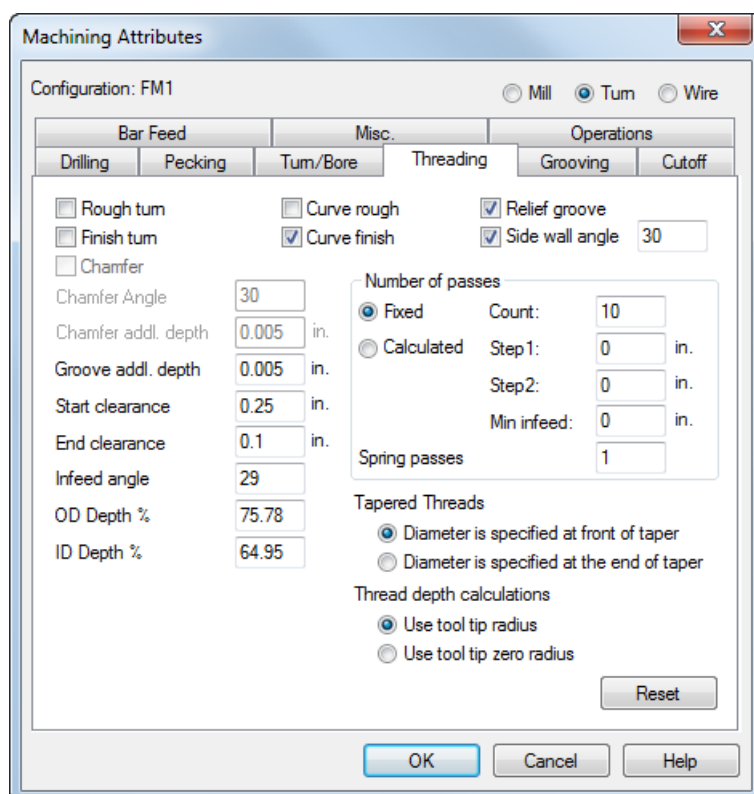 Machining Attributes
Configuration: FM1
Mill Turn Wire
Bar Feed Misc. Operations
Drilling Pecking Turn/Bore Threading Grooving Cutoff
Rough turn Curve rough Relief groove
Finish turn Curve finish Side wall angle 30
Chamfer
Chamfer Angle 30
Chamfer addl. depth 0.005 in.
Groove addl. depth 0.005 in.
Start clearance 0.25 in.
End clearance 0.1 in.
Infeed angle 29
OD Depth % 75.78
ID Depth % 64.95
Number of passes
Fixed Count: 10
Calculated Step1: 0 in.
Step2: 0 in.
Min infeed: 0 in.
Spring passes 1
Tapered Threads
Diameter is specified at front of taper
Diameter is specified at the end of taper
Thread depth calculations
Use tool tip radius
Use tool tip zero radius
Reset
OK Cancel Help